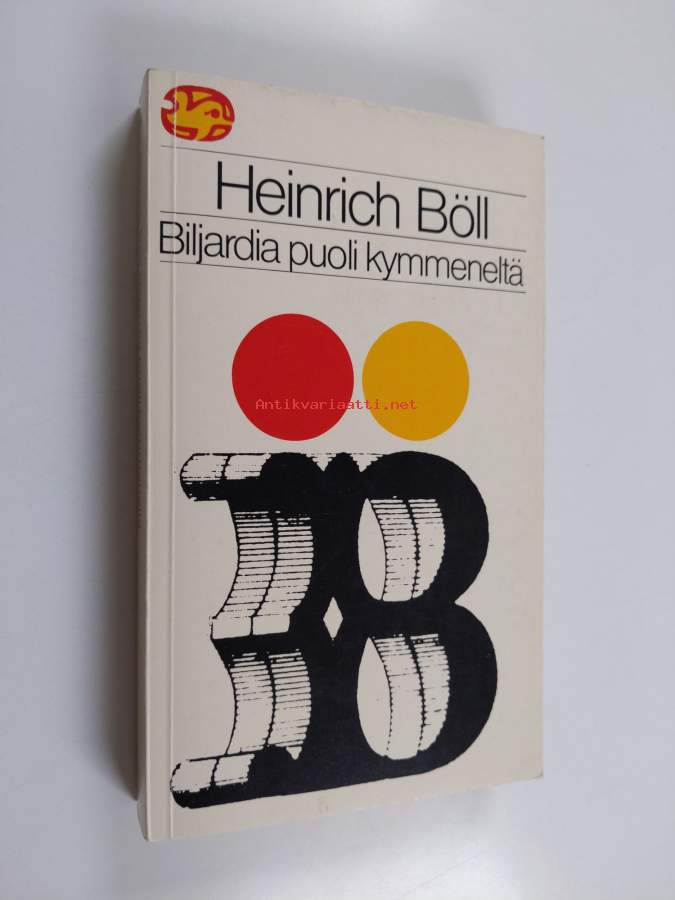 Heinrich Böll
Biljardia puoli kymmeneltä
Antikvariaatti.net
B